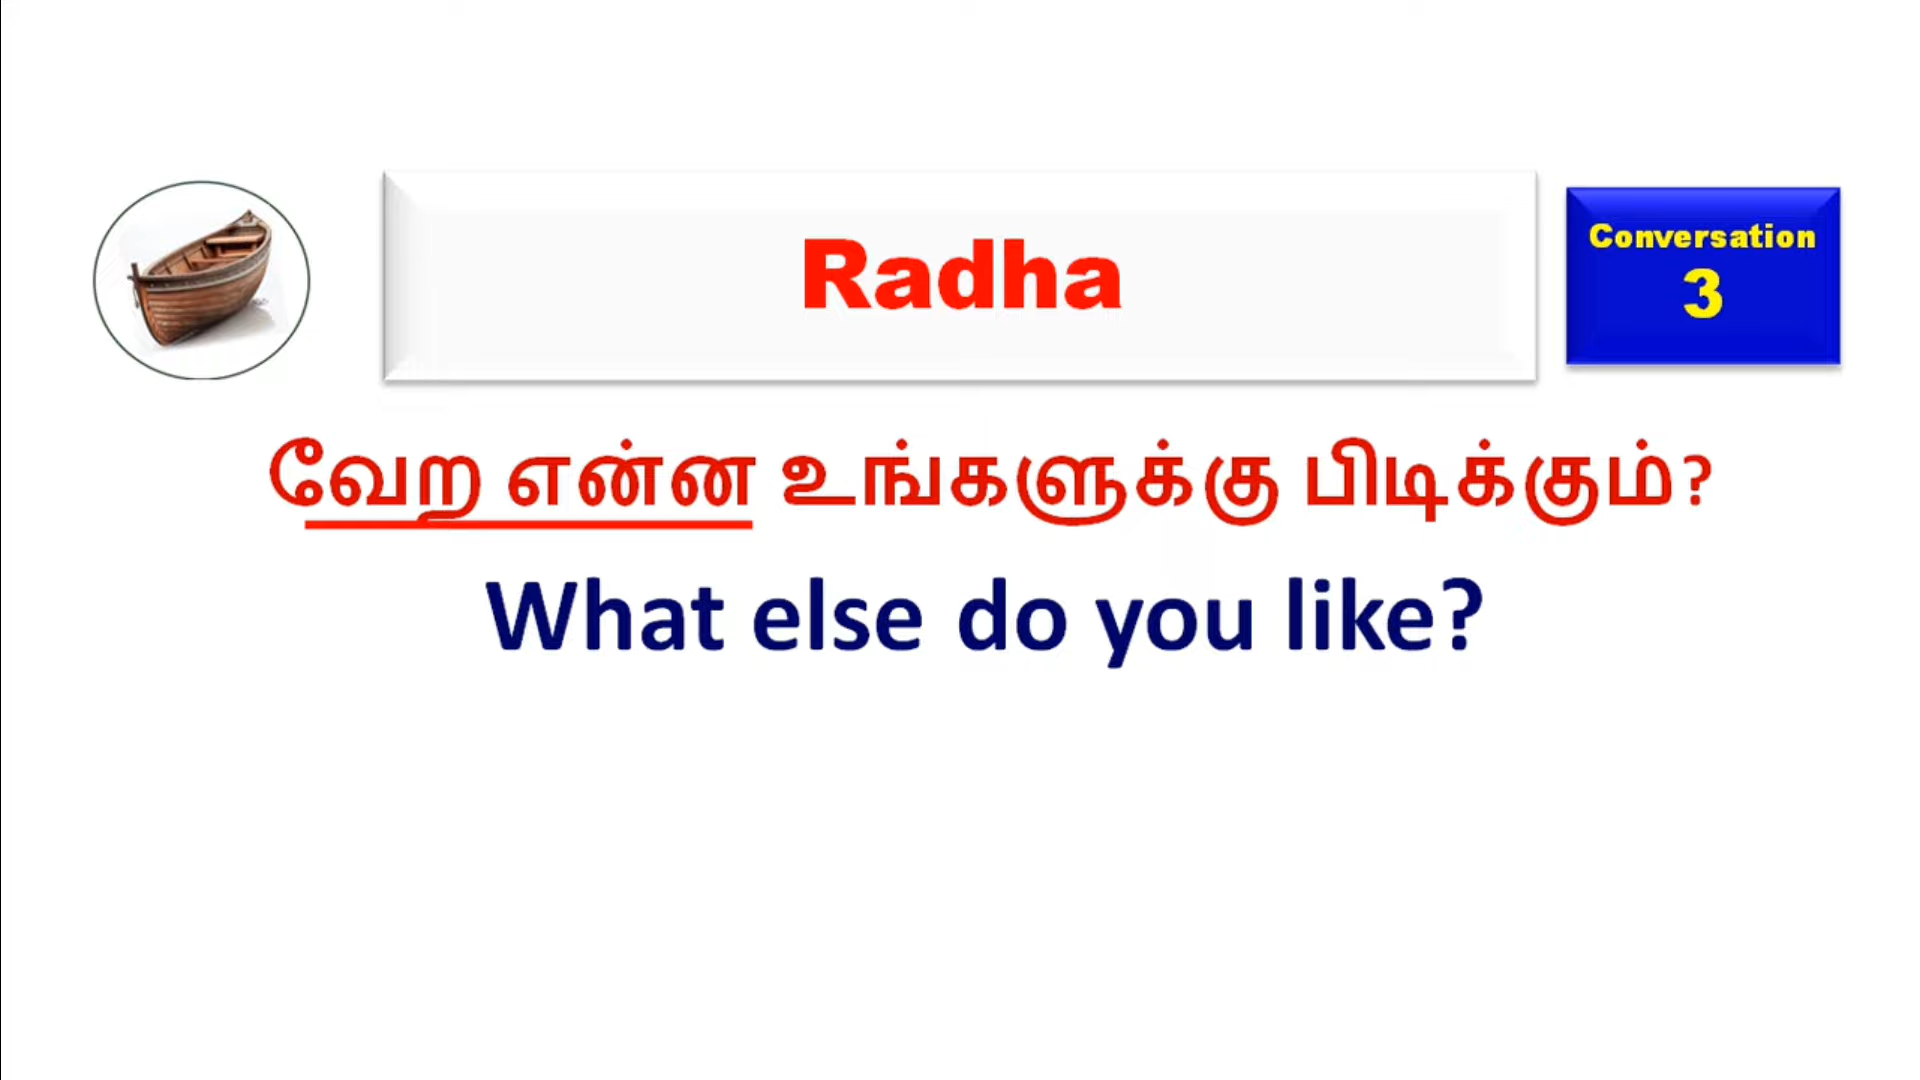 Radha
Conversation
3
வேற என்ன உங்களுக்கு பிடிக்கும்?
What else do you like?